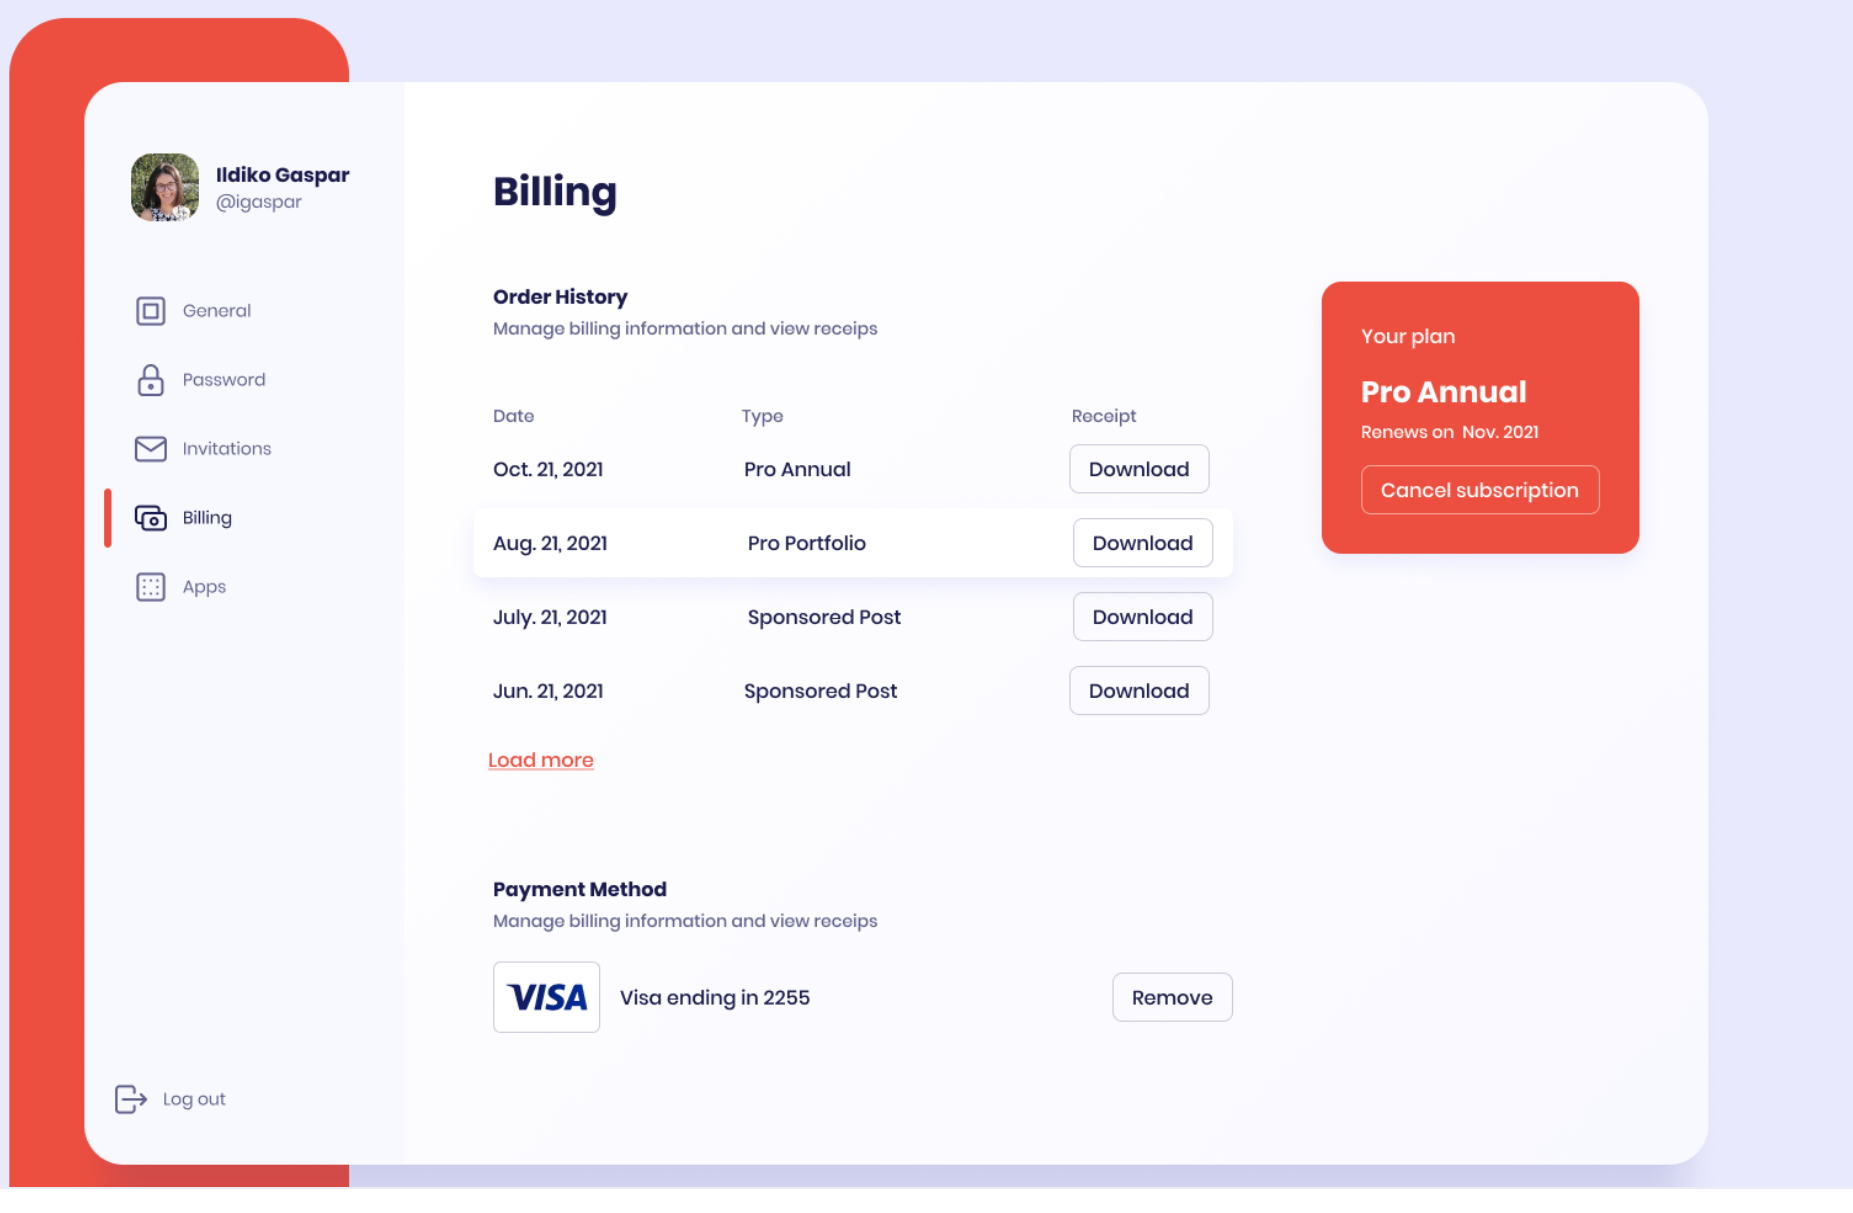 Ildiko Gaspar
@igaspar
General
Password
Invitations
Billing
Apps
Log out
Billing
Order History
Manage billing information and view receips
Date Type Receipt
Oct. 21, 2021 Pro Annual Download
Aug. 21, 2021 Pro Portfolio Download
July. 21, 2021 Sponsored Post Download
Jun. 21, 2021 Sponsored Post Download
Load more
Payment Method
Manage billing information and view receips
VISA Visa ending in 2255 Remove
Your plan
Pro Annual
Renews on Nov. 2021
Cancel subscription